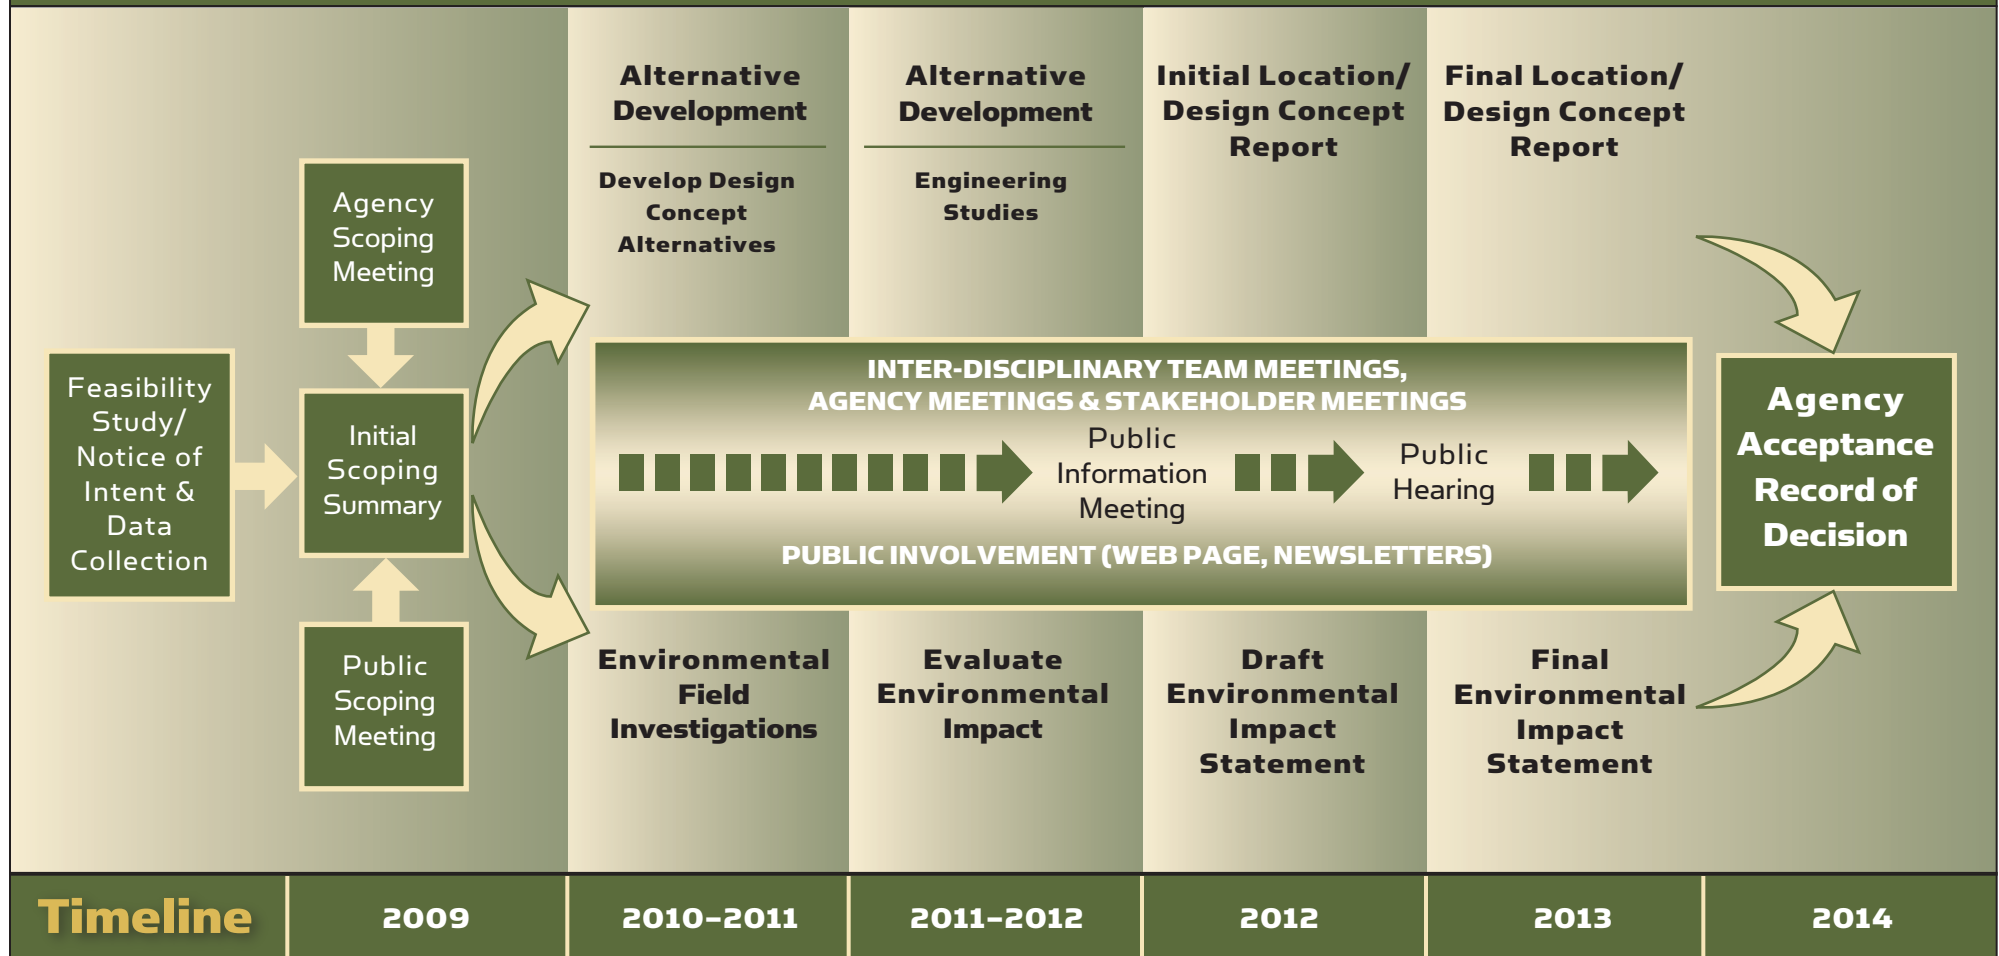 Feasibility
Study/
Notice of
Intent &
Data
Collection
Agency
Scoping
Meeting
Initial
Scoping
Summary
Public
Scoping
Meeting
Alternative
Development
Develop Design
Concept
Alternatives
Alternative
Development
Engineering
Studies
Initial Location/
Design Concept
Report
Final Location/
Design Concept
Report
INTER-DISCIPLINARY TEAM MEETINGS,
AGENCY MEETINGS & STAKEHOLDER MEETINGS
Public
Information
Meeting
Public
Hearing
PUBLIC INVOLVEMENT (WEB PAGE, NEWSLETTERS)
Environmental
Field
Investigations
Evaluate
Environmental
Impact
Draft
Environmental
Impact
Statement
Final
Environmental
Impact
Statement
Agency
Acceptance
Record of
Decision
Timeline
2009
2010–2011
2011–2012
2012
2013
2014